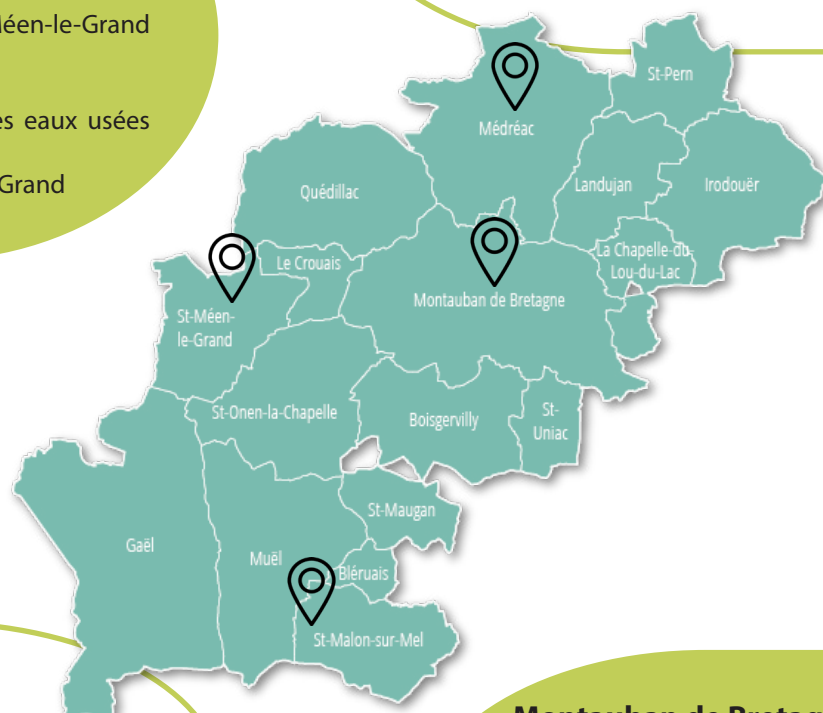 Méen-le-Grand
es eaux usées
Grand
St-Pern
Médréac
Landujan
Irodouër
Quédillac
La Chapelle-du-
Lou-du-Lac
Le Crouais
Montauban de Bretagne
St-Méen-
le-Grand
St-Onen-la-Chapelle
Boisgervilly
St-
Uniac
St-Maugan
Gaël
Muël
Bléruais
St-Malon-sur-Mel